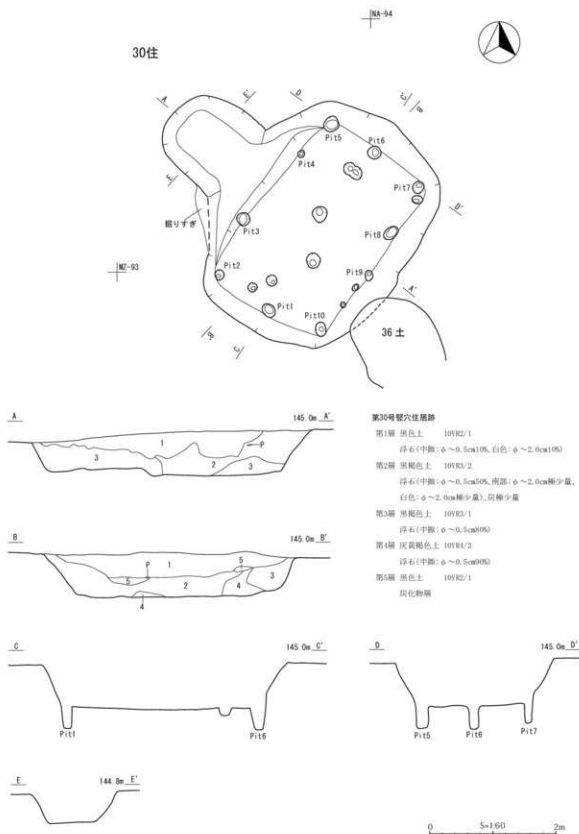 NA-94
30住
A
E'
D
C'
B
Pit5
Pit6
Pit4
Pit7
D'
E
掘りすぎ
Pit3
Pit8
MZ-93
Pit2
Pit9
A'
Pit1
B'
Pit10
C
36土
A 145.0m A'
1
P
3
2
3
B 145.0m B'
P
1
5
5
2
4
3
4
第30号竪穴住居跡
第1層 黒色土 10YR2/1
浮石(中掫:φ～0.5cm10%、白色:φ～2.0cm10%)
第2層 黒褐色土 10YR3/2
浮石(中掫:φ～0.5cm50%、南部:φ～2.0cm極少量、
白色:φ～2.0cm極少量)、炭極少量
第3層 黒褐色土 10YR3/1
浮石(中掫:φ～0.5cm80%)
第4層 灰黄褐色土 10YR4/2
浮石(中掫:φ～0.5cm90%)
第5層 黒色土 10YR2/1
炭化物層
C 145.0m C'
Pit1
Pit6
D 145.0m D'
Pit5
Pit6
Pit7
E 144.8m E'
0 S=1:60 2m